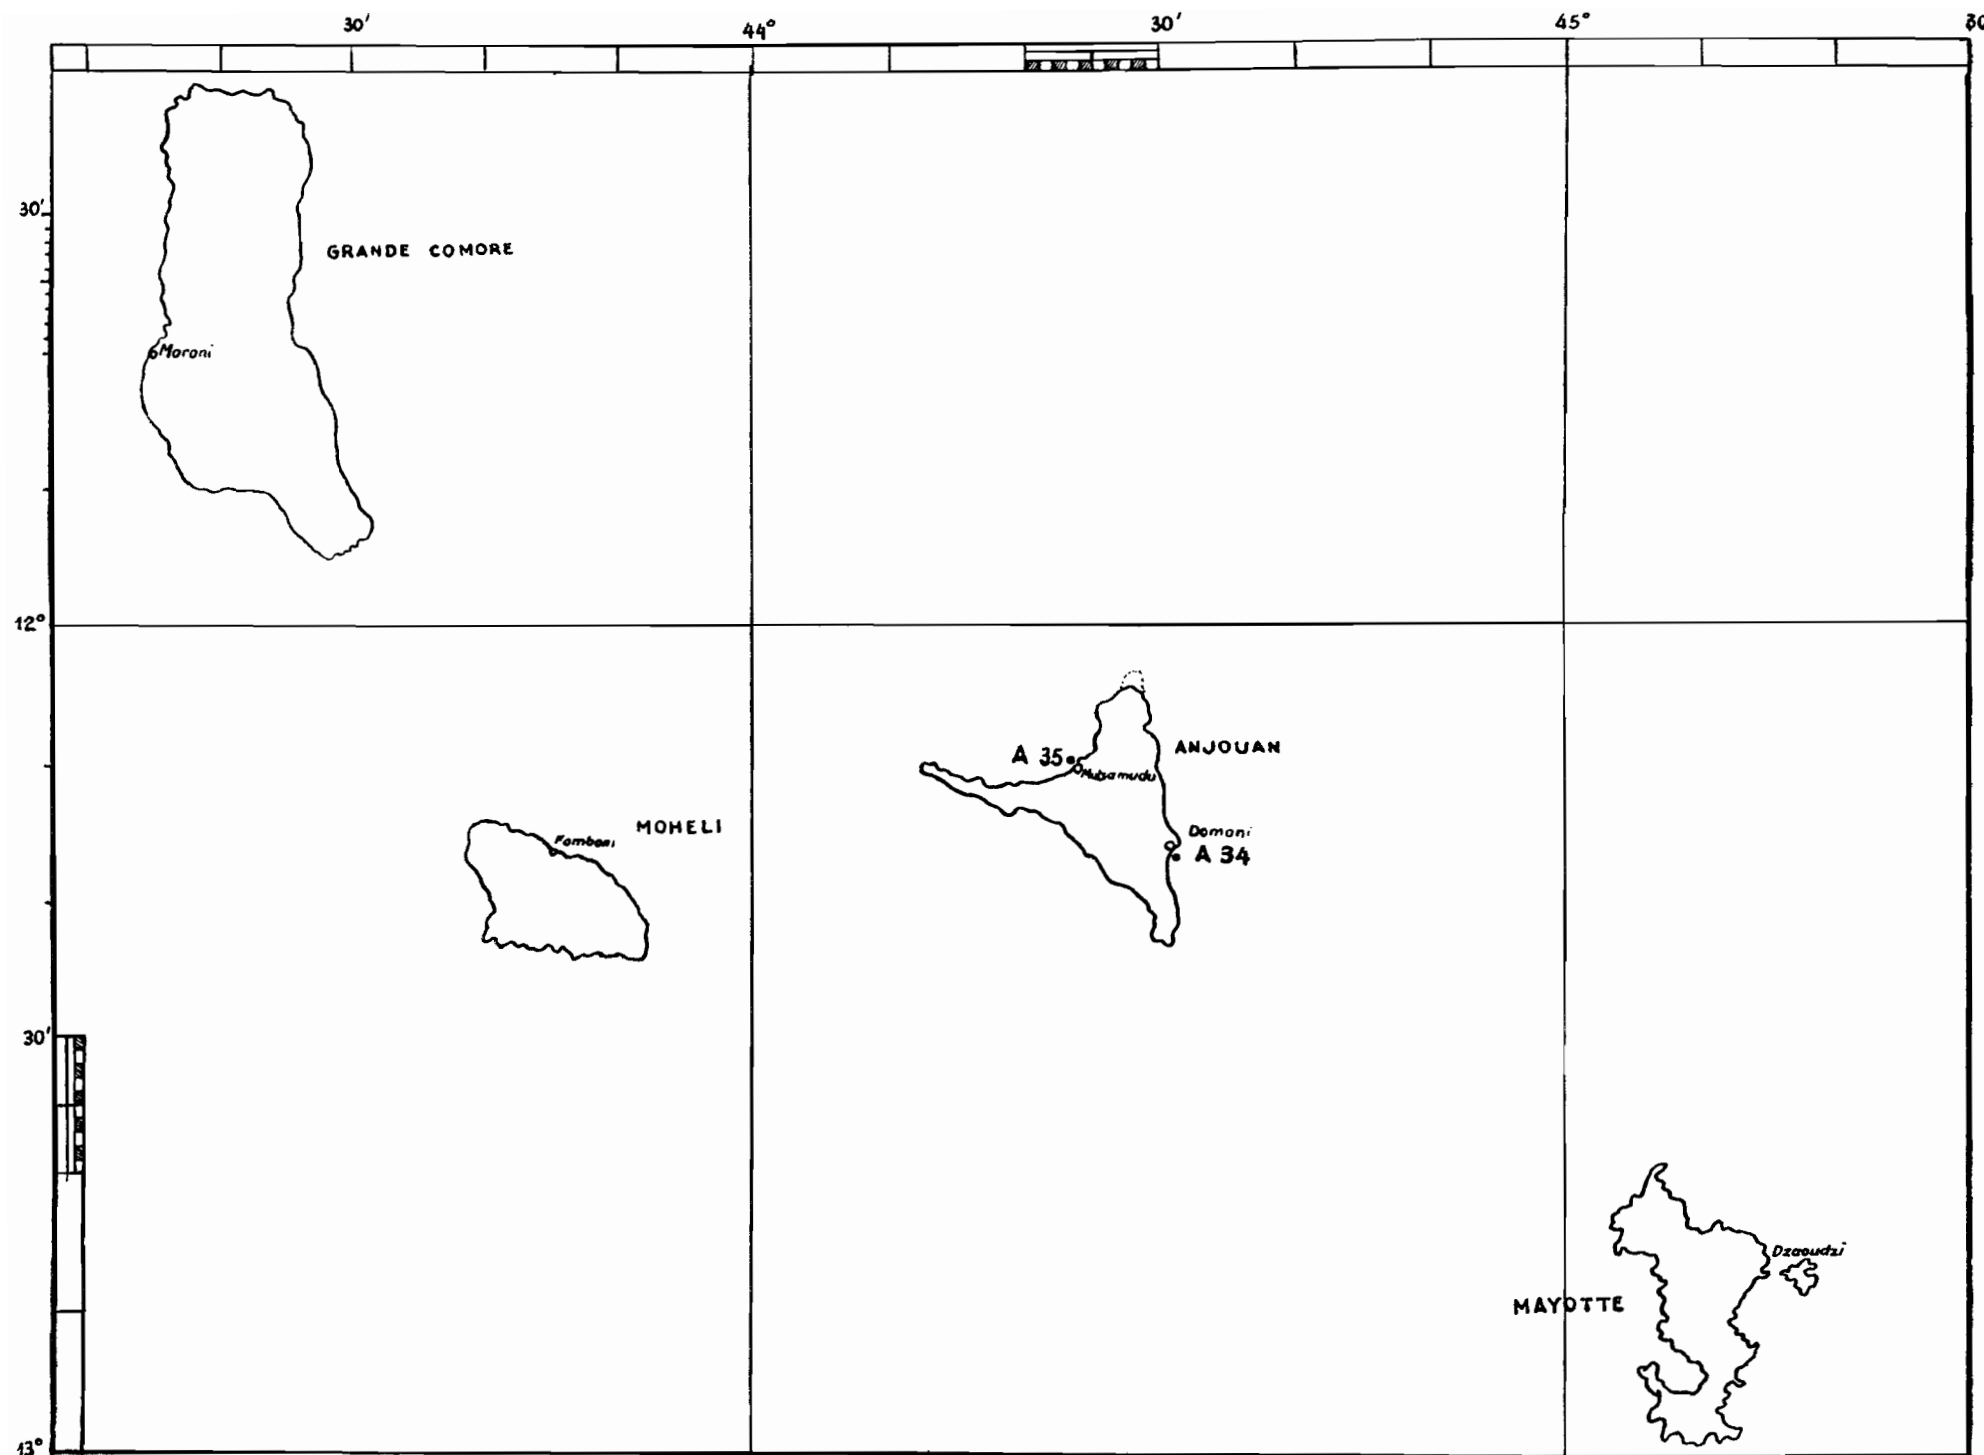 30' 44° 30' 45° 30
30'
GRANDE COMORE
Moroni
12°
ANJOUAN
A 35
Mutsamudu
MOHELI
Domoni
Fomboni
A 34
30'
Dzaoudzi
MAYOTTE
13°